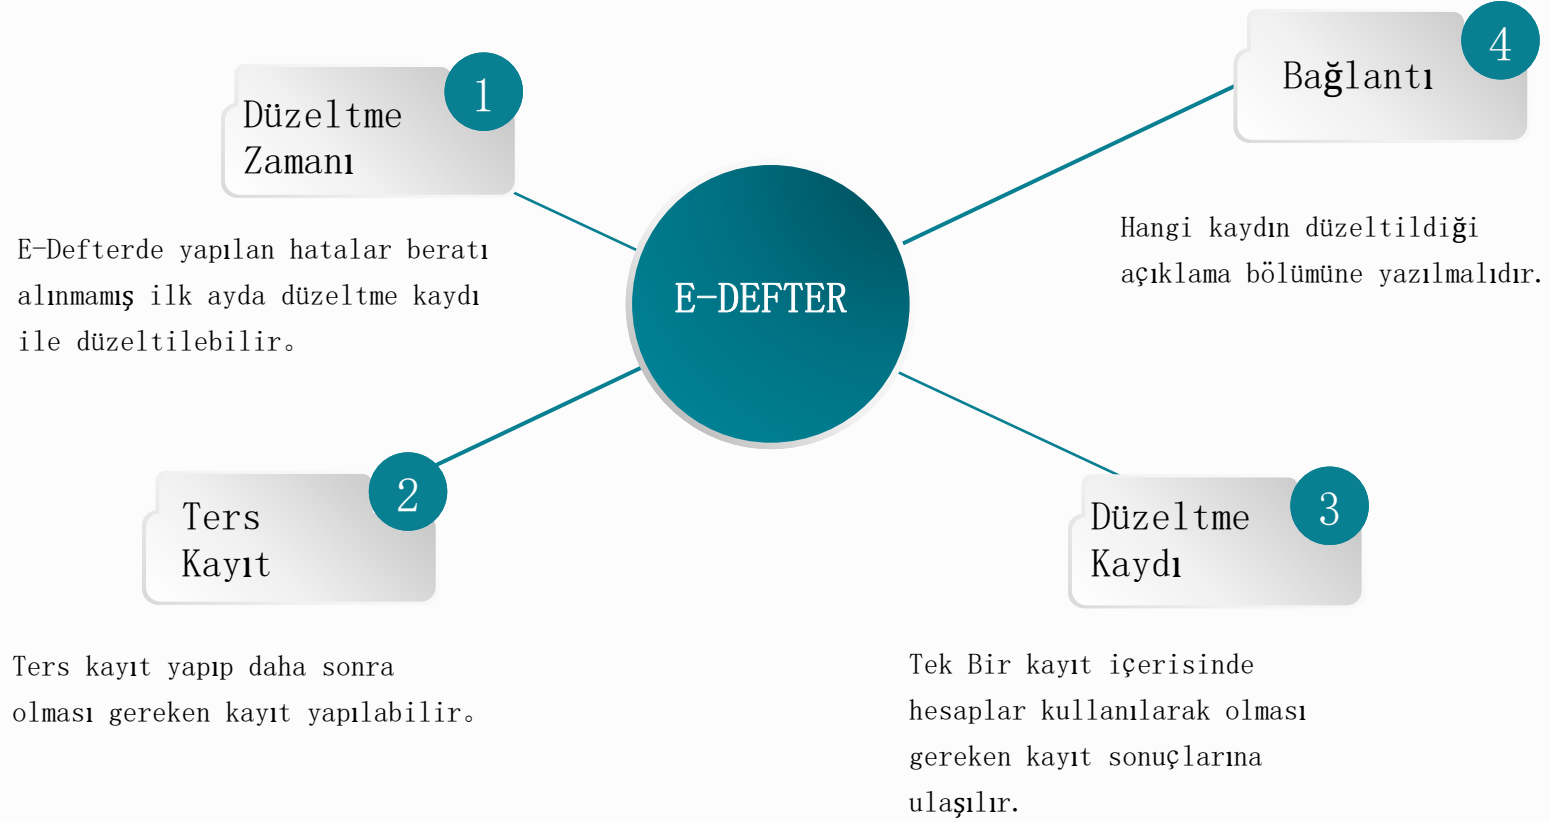 1
Düzeltme
Zamanı
E-Defterde yapılan hatalar beratı
alınmamış ilk ayda düzeltme kaydı
ile düzeltilebilir。
2
Ters
Kayıt
Ters kayıt yapıp daha sonra
olması gereken kayıt yapılabilir。
E-DEFTER
3
Düzeltme
Kaydı
Tek Bir kayıt içerisinde
hesaplar kullanılarak olması
gereken kayıt sonuçlarına
ulaşılır.
4
Bağlantı
Hangi kaydın düzeltildiği
açıklama bölümüne yazılmalıdır.